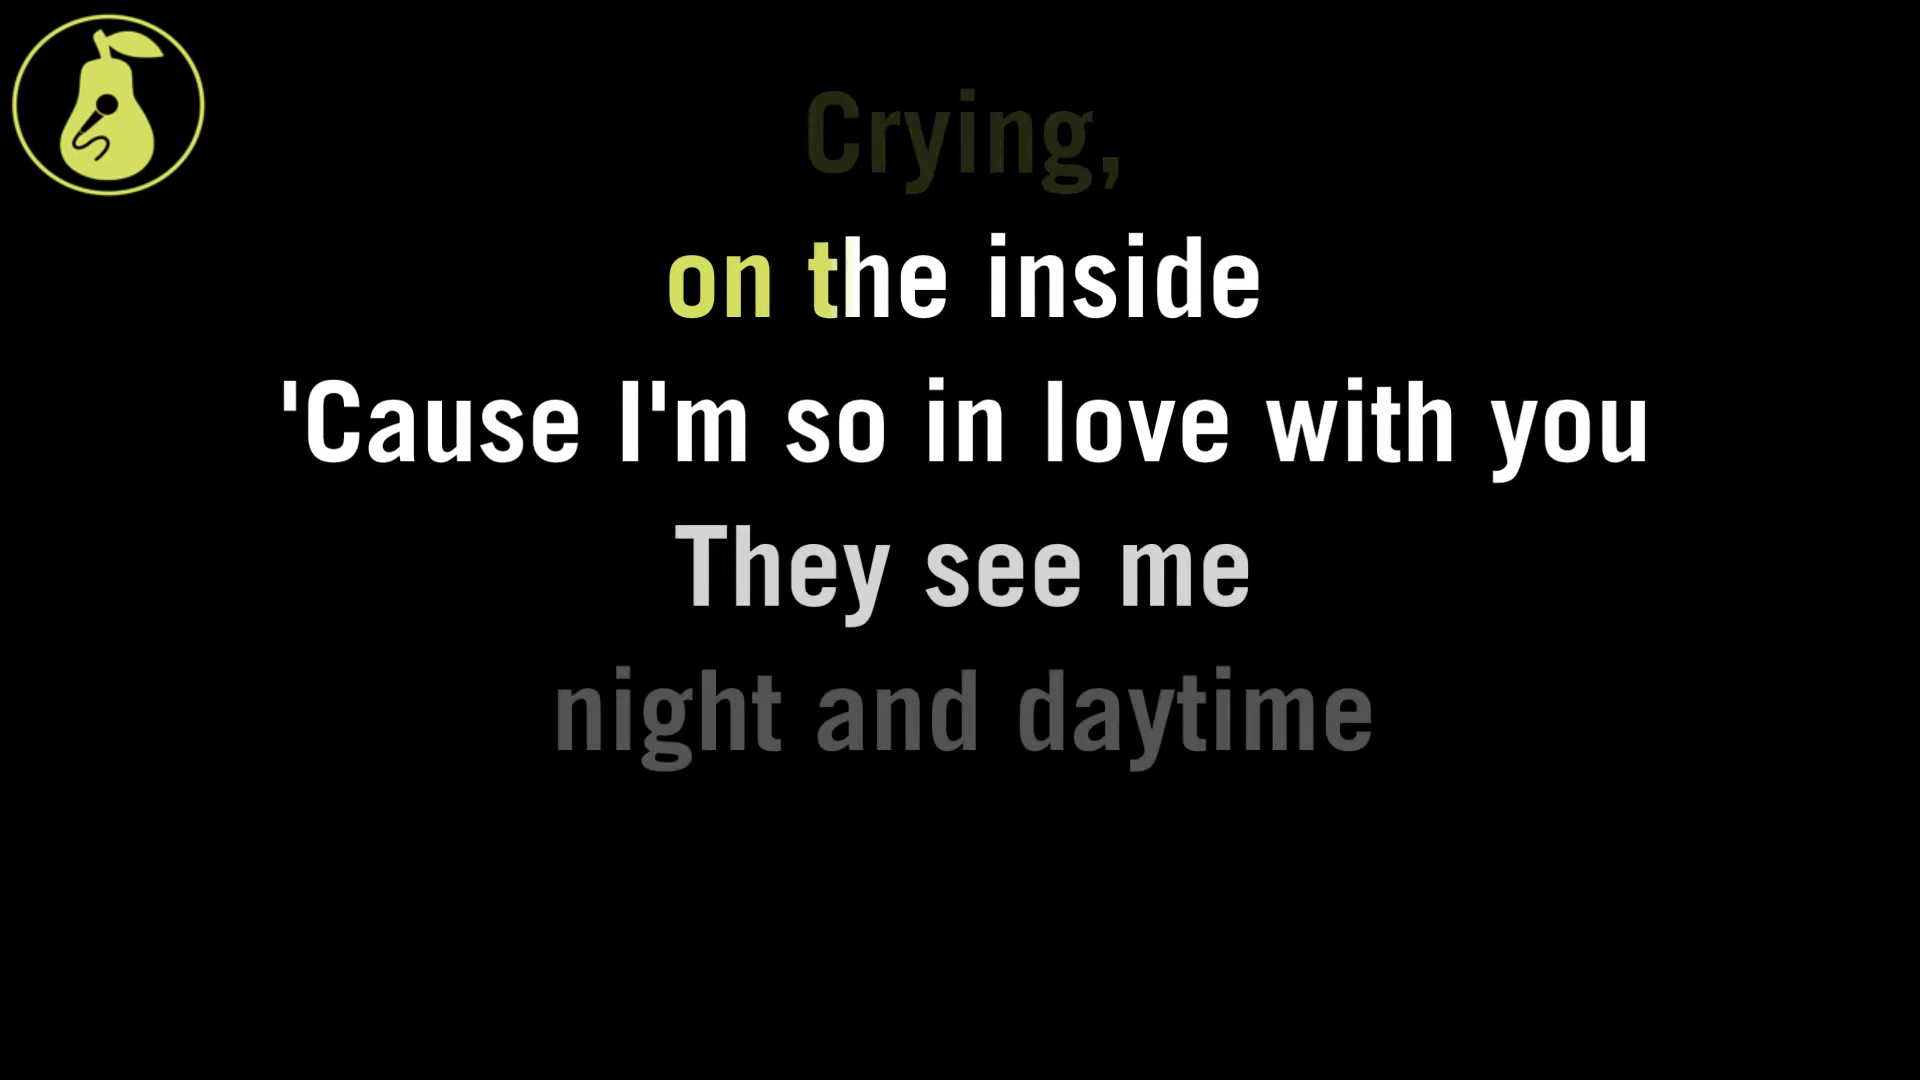 Crying,
on the inside
'Cause I'm so in love with you
They see me
night and daytime